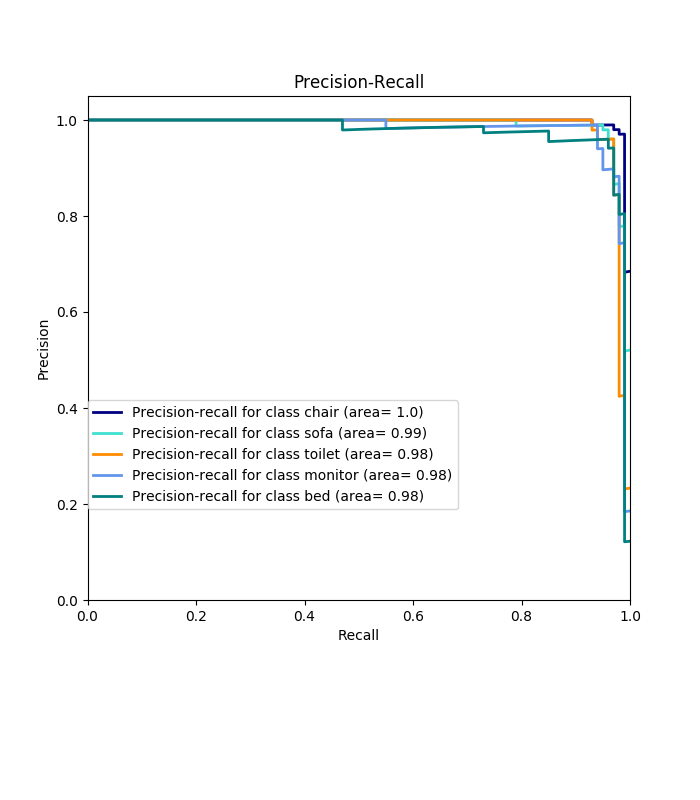 Precision-Recall
1.0
0.8
0.6
0.4
0.2
0.0
Precision
Precision-recall for class chair (area= 1.0)
Precision-recall for class sofa (area= 0.99)
Precision-recall for class toilet (area= 0.98)
Precision-recall for class monitor (area= 0.98)
Precision-recall for class bed (area= 0.98)
0.0 0.2 0.4 0.6 0.8 1.0
Recall